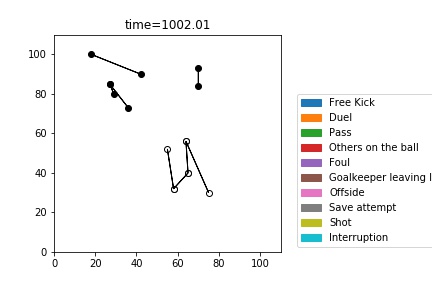 time=1002.01
100
80
60
40
20
0
0 20 40 60 80 100
Free Kick
Duel
Pass
Others on the ball
Foul
Goalkeeper leaving
Offside
Save attempt
Shot
Interruption